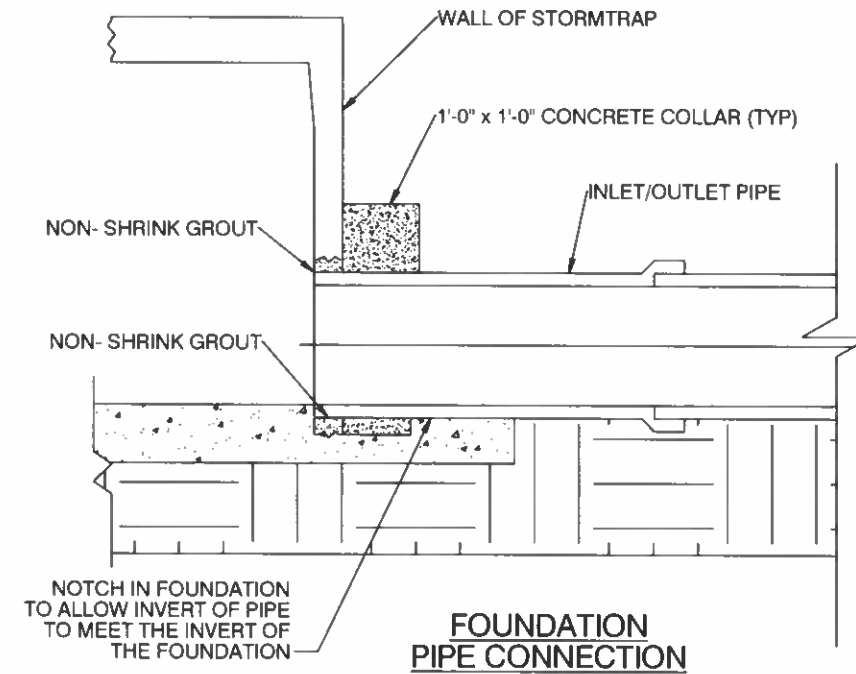 WALL OF STORMTRAP
1'-0" x 1'-0" CONCRETE COLLAR (TYP)
INLET/OUTLET PIPE
NON- SHRINK GROUT
NON- SHRINK GROUT
NOTCH IN FOUNDATION
TO ALLOW INVERT OF PIPE
TO MEET THE INVERT OF
THE FOUNDATION
FOUNDATION
PIPE CONNECTION